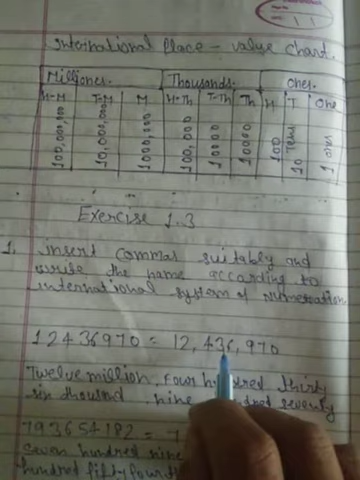 International Place - value chart.
Milliones. Thousands. Ones.
H-M T-M M H-Th T-Th Th H T One
100,000,000 10,000,000 1000,000 100,000 10000 10000 100 10
Exercise 1.3
1. insert commas suitably and
write the name according to
international system of Numeration
12436970 = 12,436,970
Twelve million, four hundred thirty
six thousand, nine hundred seventy
793654182 =
Seven hundred nine
hundred fifty four